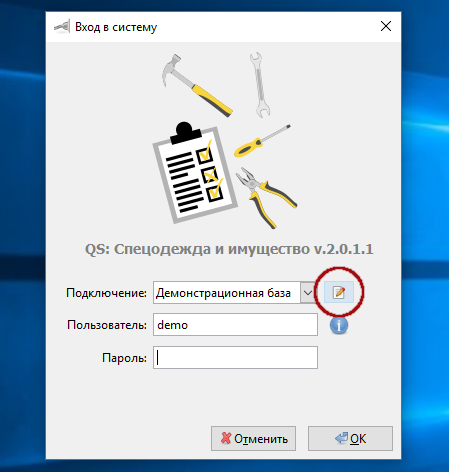 Вход в систему
QS: Спецодежда и имущество v.2.0.1.1
Подключение: Демонстрационная база
Пользователь: demo
Пароль:
Отменить OK